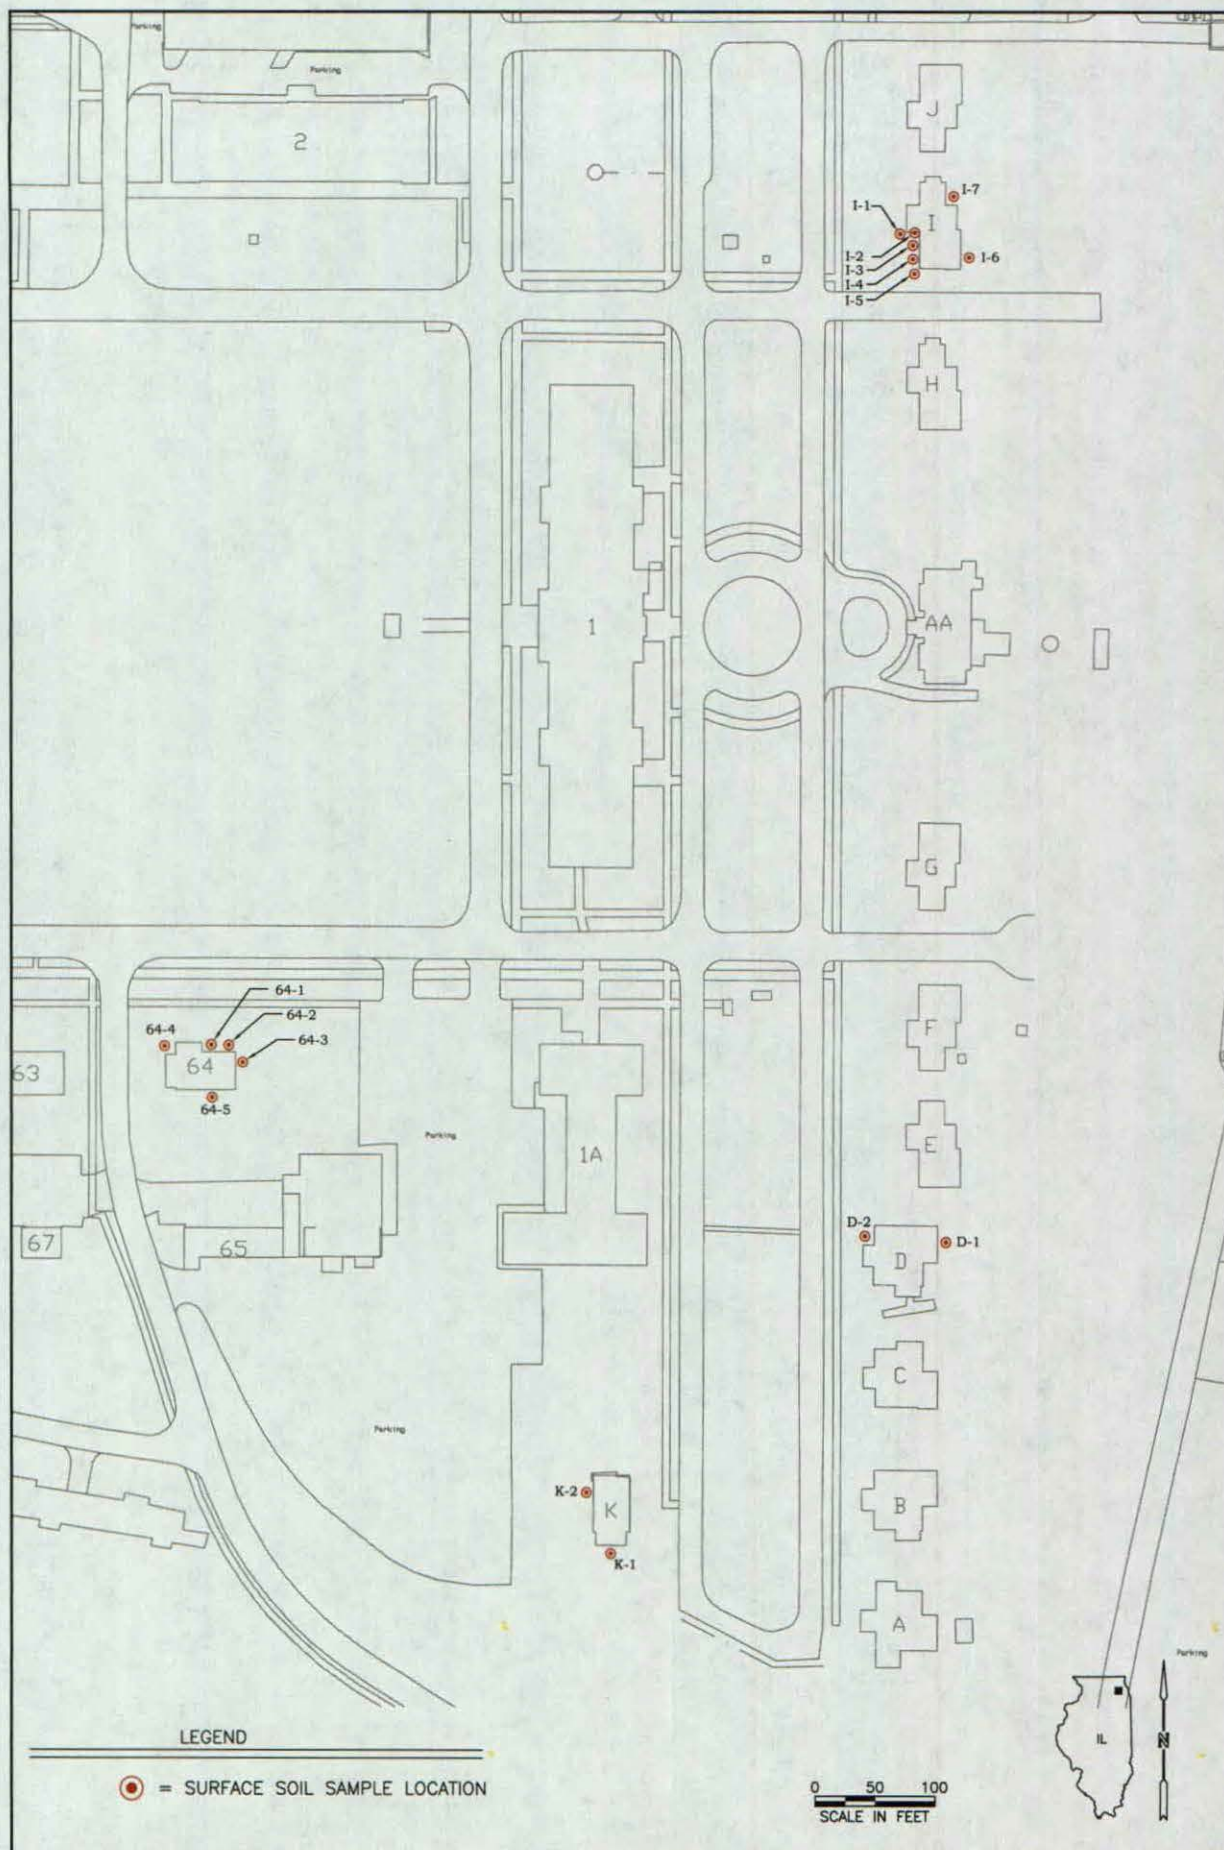 Parking
Parking
2
J
I-7
I-1
I
I-2
I-3
I-4
I-5
I-6
H
1
AA
G
F
64-1
64-2
64-3
64-4
64
64-5
63
Parking
1A
E
D-2
D-1
D
67
65
C
Parking
K-2
K
K-1
B
A
Parking
LEGEND
= SURFACE SOIL SAMPLE LOCATION
0 50 100
SCALE IN FEET
IL
N